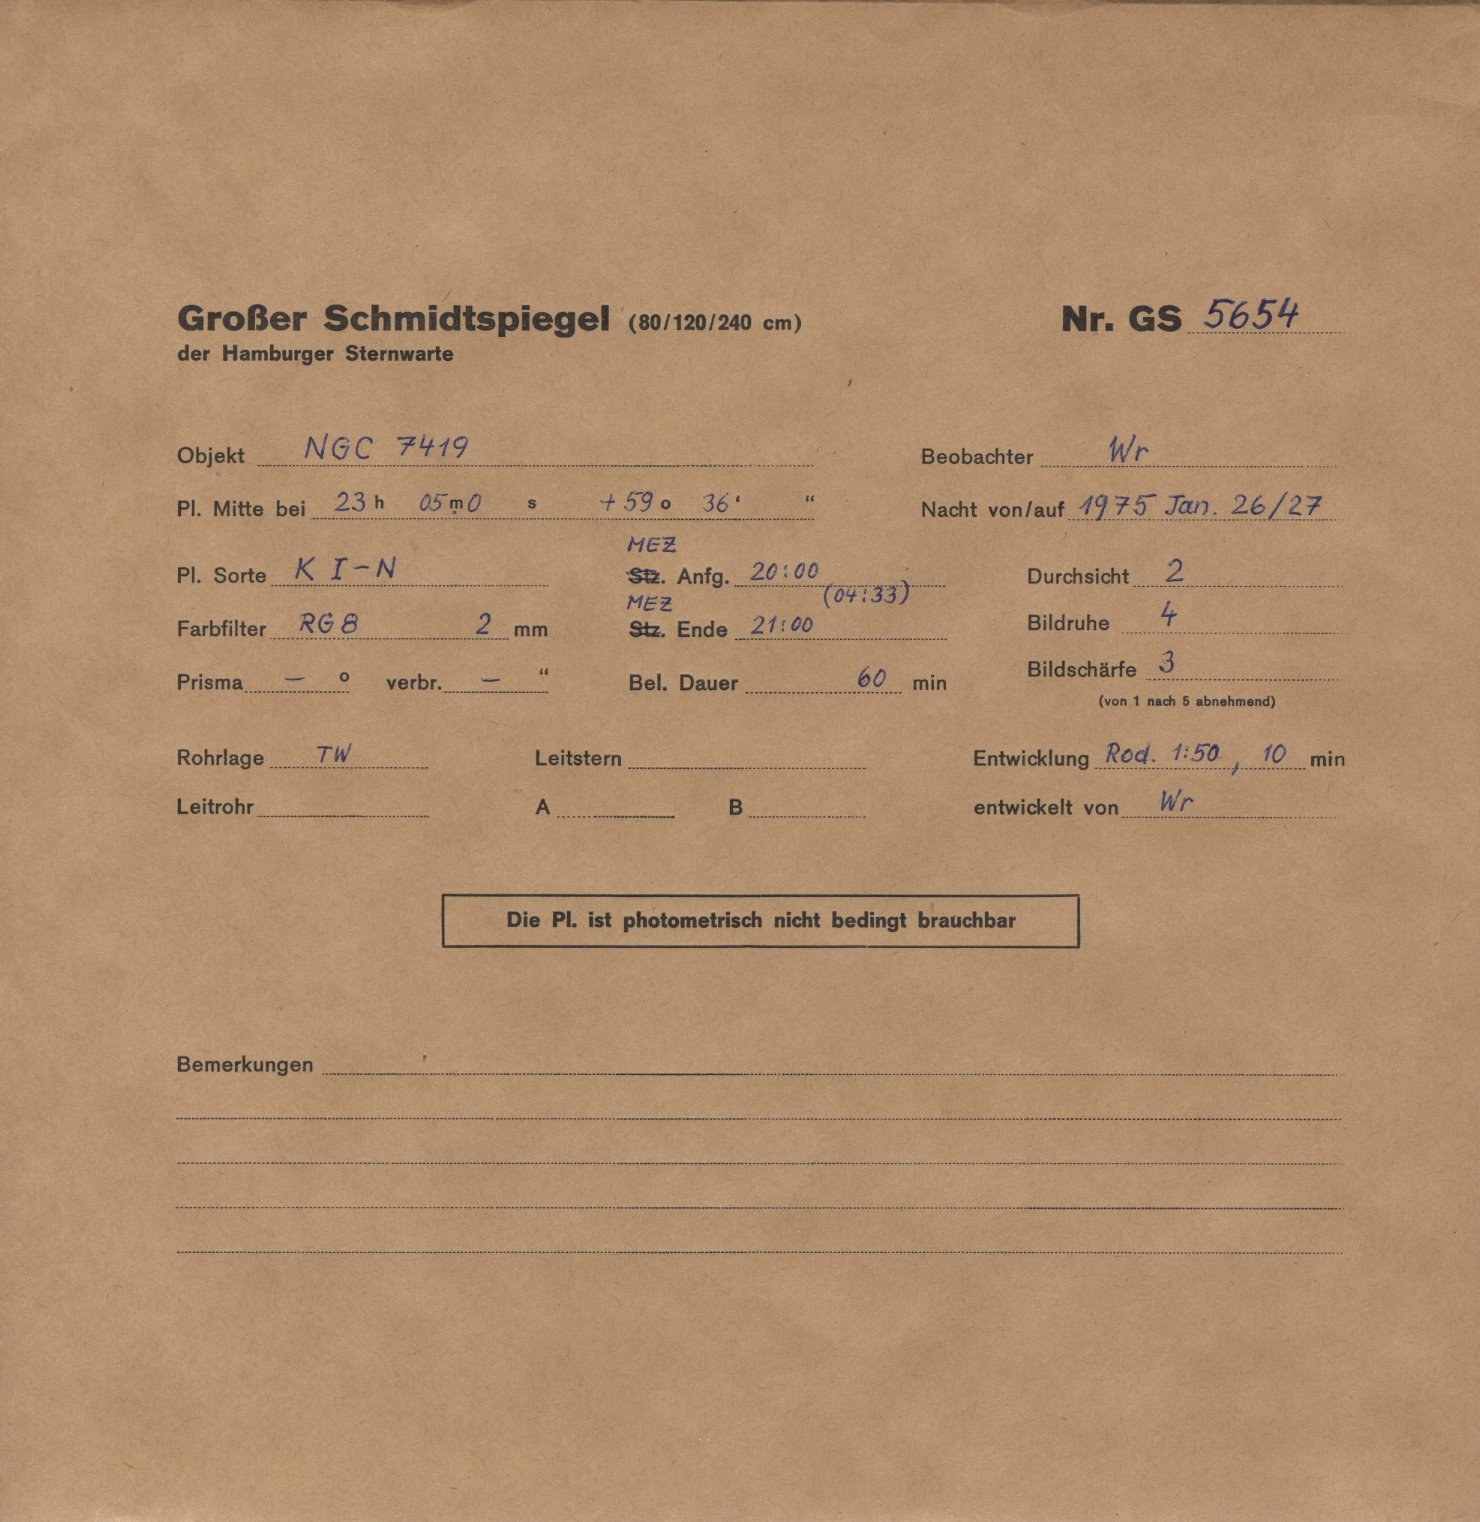 Großer Schmidtspiegel (80/120/240 cm) Nr. GS 5654
der Hamburger Sternwarte
Objekt NGC 7419 Beobachter Wr
Pl. Mitte bei 23 h 05 m 0 s +59 o 36 ' “ Nacht von/auf 1975 Jan. 26/27
MEZ
Pl. Sorte K I-N Stz. Anfg. 20:00 Durchsicht 2
(04:33)
MEZ
Farbfilter RG8 2 mm Stz. Ende 21:00 Bildruhe 4
Prisma – o verbr. – “ Bel. Dauer 60 min Bildschärfe 3
(von 1 nach 5 abnehmend)
Rohrlage TW Leitstern Entwicklung Rod. 1:50, 10 min
Leitrohr A B entwickelt von Wr
Die Pl. ist photometrisch nicht bedingt brauchbar
Bemerkungen